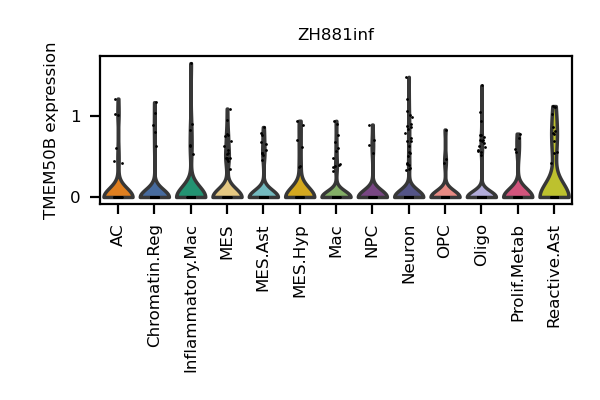 ZH881inf
TMEM50B expression
1
0
AC
Chromatin.Reg
Inflammatory.Mac
MES
MES.Ast
MES.Hyp
Mac
NPC
Neuron
OPC
Oligo
Prolif.Metab
Reactive.Ast